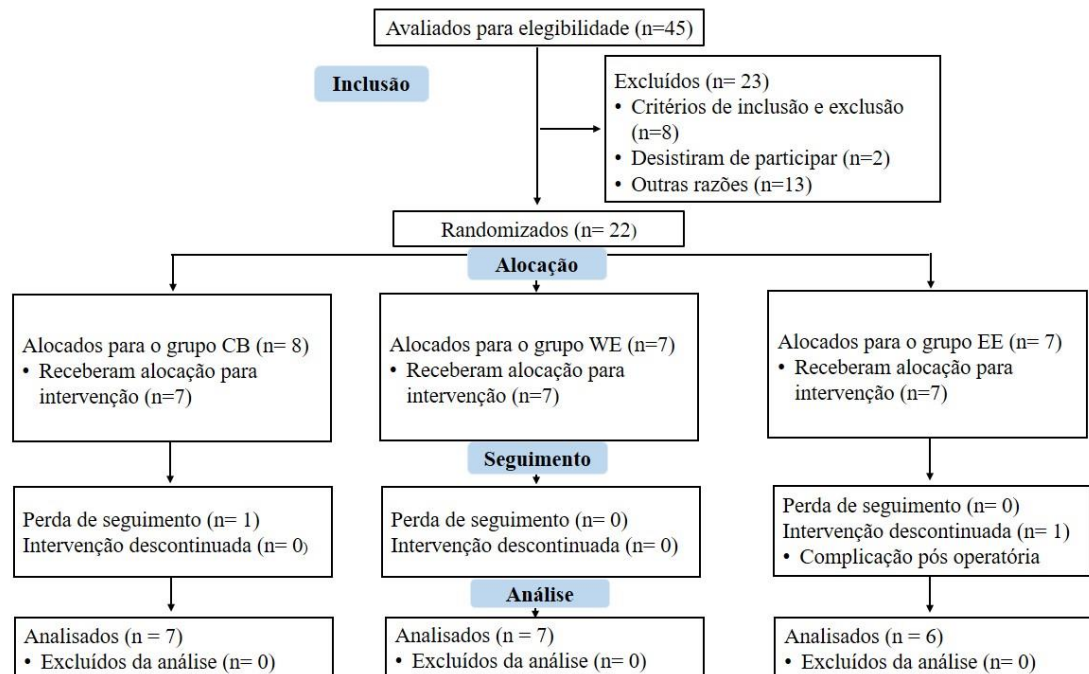 Avaliados para elegibilidade (n=45)
Inclusão
Excluídos (n= 23)
• Critérios de inclusão e exclusão
(n=8)
• Desistiram de participar (n=2)
• Outras razões (n=13)
Randomizados (n= 22)
Alocação
Alocados para o grupo CB (n= 8)
• Receberam alocação para
intervenção (n=7)
Alocados para o grupo WE (n=7)
• Receberam alocação para
intervenção (n=7)
Alocados para o grupo EE (n= 7)
• Receberam alocação para
intervenção (n=7)
Seguimento
Perda de seguimento (n= 1)
Intervenção descontinuada (n= 0)
Perda de seguimento (n= 0)
Intervenção descontinuada (n= 0)
Perda de seguimento (n= 0)
Intervenção descontinuada (n= 1)
• Complicação pós operatória
Análise
Analisados (n = 7)
• Excluídos da análise (n= 0)
Analisados (n = 7)
• Excluídos da análise (n= 0)
Analisados (n = 6)
• Excluídos da análise (n= 0)